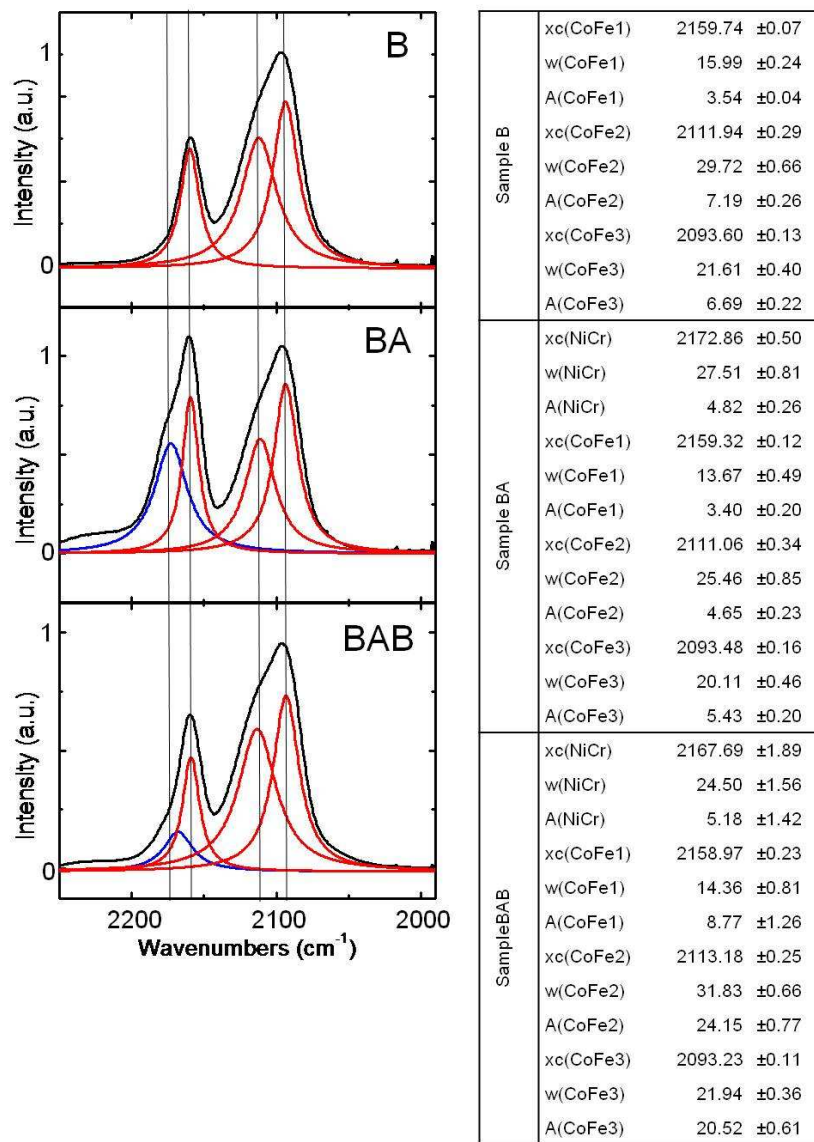 B
1
0
Intensity (a.u.)
BA
1
0
Intensity (a.u.)
BAB
1
0
Intensity (a.u.)
2200 2100 2000
Wavenumbers (cm⁻¹)
Sample B
xc(CoFe1) 2159.74 ±0.07
w(CoFe1) 15.99 ±0.24
A(CoFe1) 3.54 ±0.04
xc(CoFe2) 2111.94 ±0.29
w(CoFe2) 29.72 ±0.66
A(CoFe2) 7.19 ±0.26
xc(CoFe3) 2093.60 ±0.13
w(CoFe3) 21.61 ±0.40
A(CoFe3) 6.69 ±0.22
Sample BA
xc(NiCr) 2172.86 ±0.50
w(NiCr) 27.51 ±0.81
A(NiCr) 4.82 ±0.26
xc(CoFe1) 2159.32 ±0.12
w(CoFe1) 13.67 ±0.49
A(CoFe1) 3.40 ±0.20
xc(CoFe2) 2111.06 ±0.34
w(CoFe2) 25.46 ±0.85
A(CoFe2) 4.65 ±0.23
xc(CoFe3) 2093.48 ±0.16
w(CoFe3) 20.11 ±0.46
A(CoFe3) 5.43 ±0.20
SampleBAB
xc(NiCr) 2167.69 ±1.89
w(NiCr) 24.50 ±1.56
A(NiCr) 5.18 ±1.42
xc(CoFe1) 2158.97 ±0.23
w(CoFe1) 14.36 ±0.81
A(CoFe1) 8.77 ±1.26
xc(CoFe2) 2113.18 ±0.25
w(CoFe2) 31.83 ±0.66
A(CoFe2) 24.15 ±0.77
xc(CoFe3) 2093.23 ±0.11
w(CoFe3) 21.94 ±0.36
A(CoFe3) 20.52 ±0.61